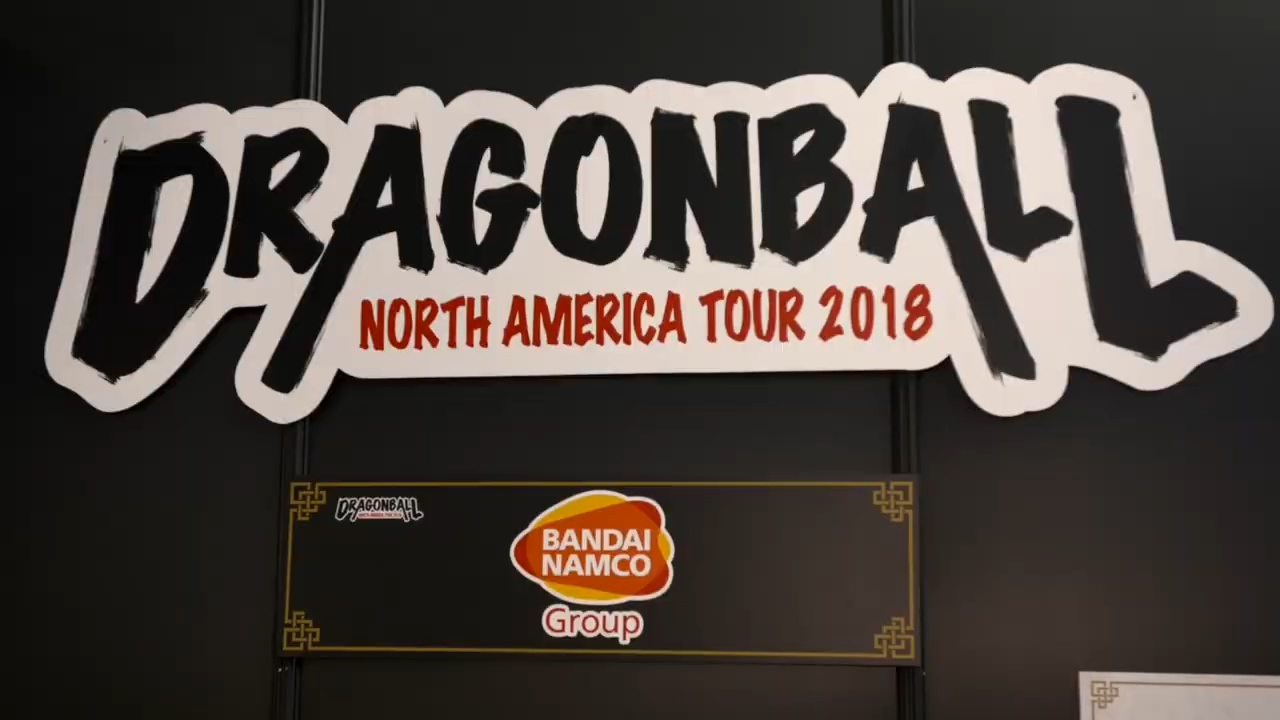 DRAGONBALL
NORTH AMERICA TOUR 2018
DRAGONBALL
BANDAI
NAMCO
Group